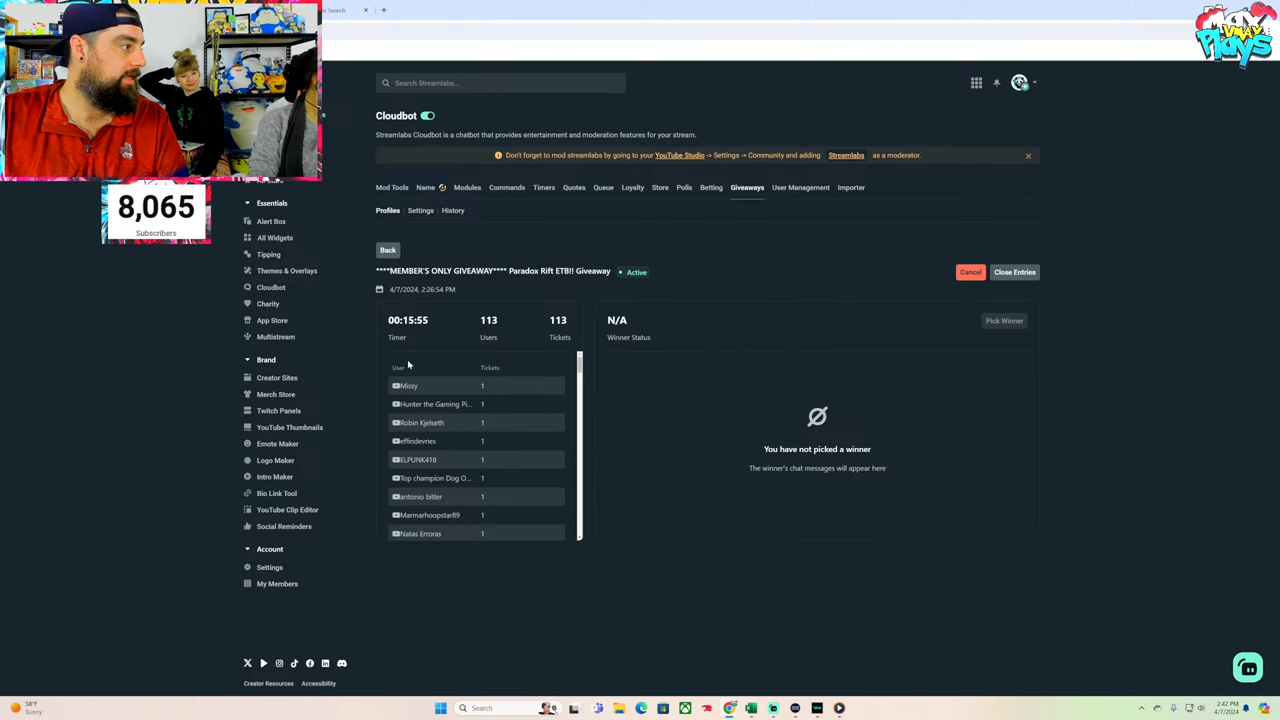 Search
VMAY
Plays
Search Streamlabs...
Cloudbot
Streamlabs Cloudbot is a chatbot that provides entertainment and moderation features for your stream.
Don't forget to mod streamlabs by going to your YouTube Studio -> Settings -> Community and adding Streamlabs as a moderator.
Mod Tools Name Modules Commands Timers Quotes Queue Loyalty Store Polls Betting Giveaways User Management Importer
Profiles Settings History
8,065
Subscribers
Essentials
Alert Box
All Widgets
Tipping
Themes & Overlays
Cloudbot
Charity
App Store
Multistream
Brand
Creator Sites
Merch Store
Twitch Panels
YouTube Thumbnails
Emote Maker
Logo Maker
Intro Maker
Bio Link Tool
YouTube Clip Editor
Social Reminders
Account
Settings
My Members
Creator Resources Accessibility
Back
****MEMBER'S ONLY GIVEAWAY**** Paradox Rift ETB!! Giveaway Active
Cancel Close Entries
4/7/2024, 2:26:54 PM
00:15:55 113 113
Timer Users Tickets
User Tickets
Missy 1
Hunter the Gaming Pi... 1
Robin Kjelseth 1
effindevries 1
ELPUNK418 1
Top champion Dog O... 1
antonio bitler 1
Marmarhoopstar89 1
Natas Erroras 1
N/A
Winner Status
Pick Winner
You have not picked a winner
The winner's chat messages will appear here
58°F
Sunny
Search
2:42 PM
4/7/2024